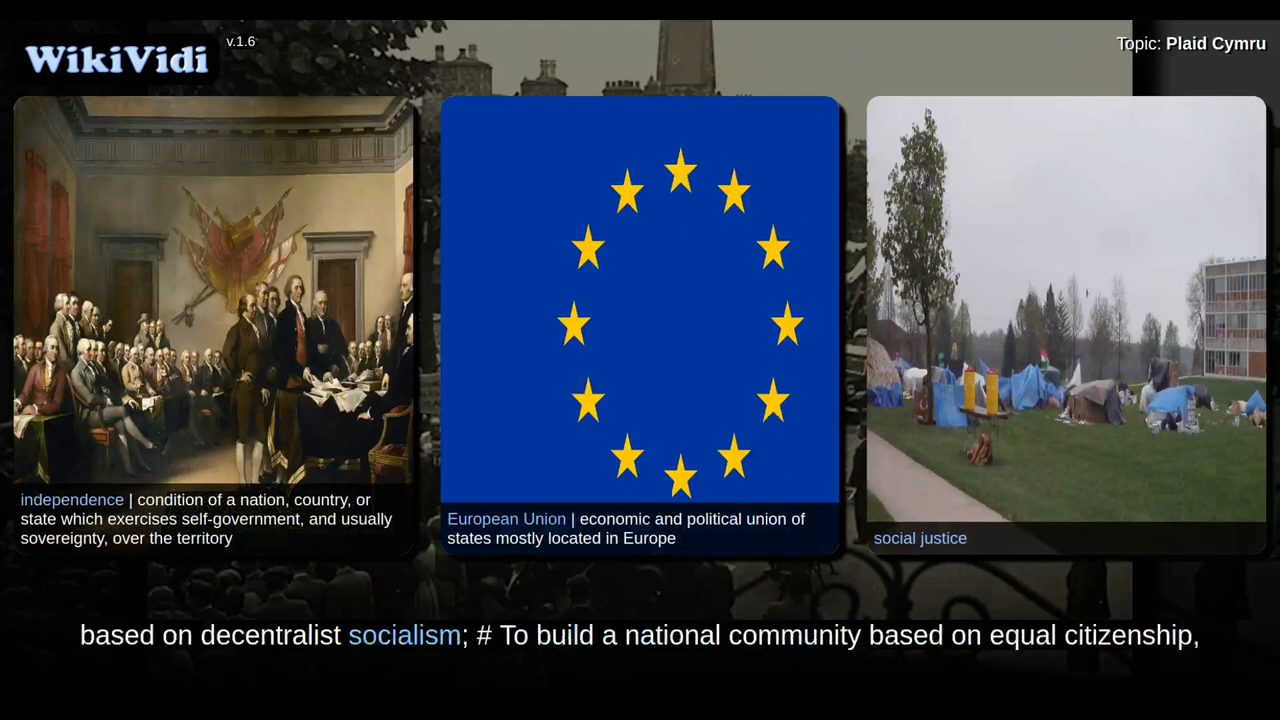 WikiVidi
v.1.6
Topic: Plaid Cymru
independence | condition of a nation, country, or
state which exercises self-government, and usually
sovereignty, over the territory
European Union | economic and political union of
states mostly located in Europe
social justice
based on decentralist socialism; # To build a national community based on equal citizenship,